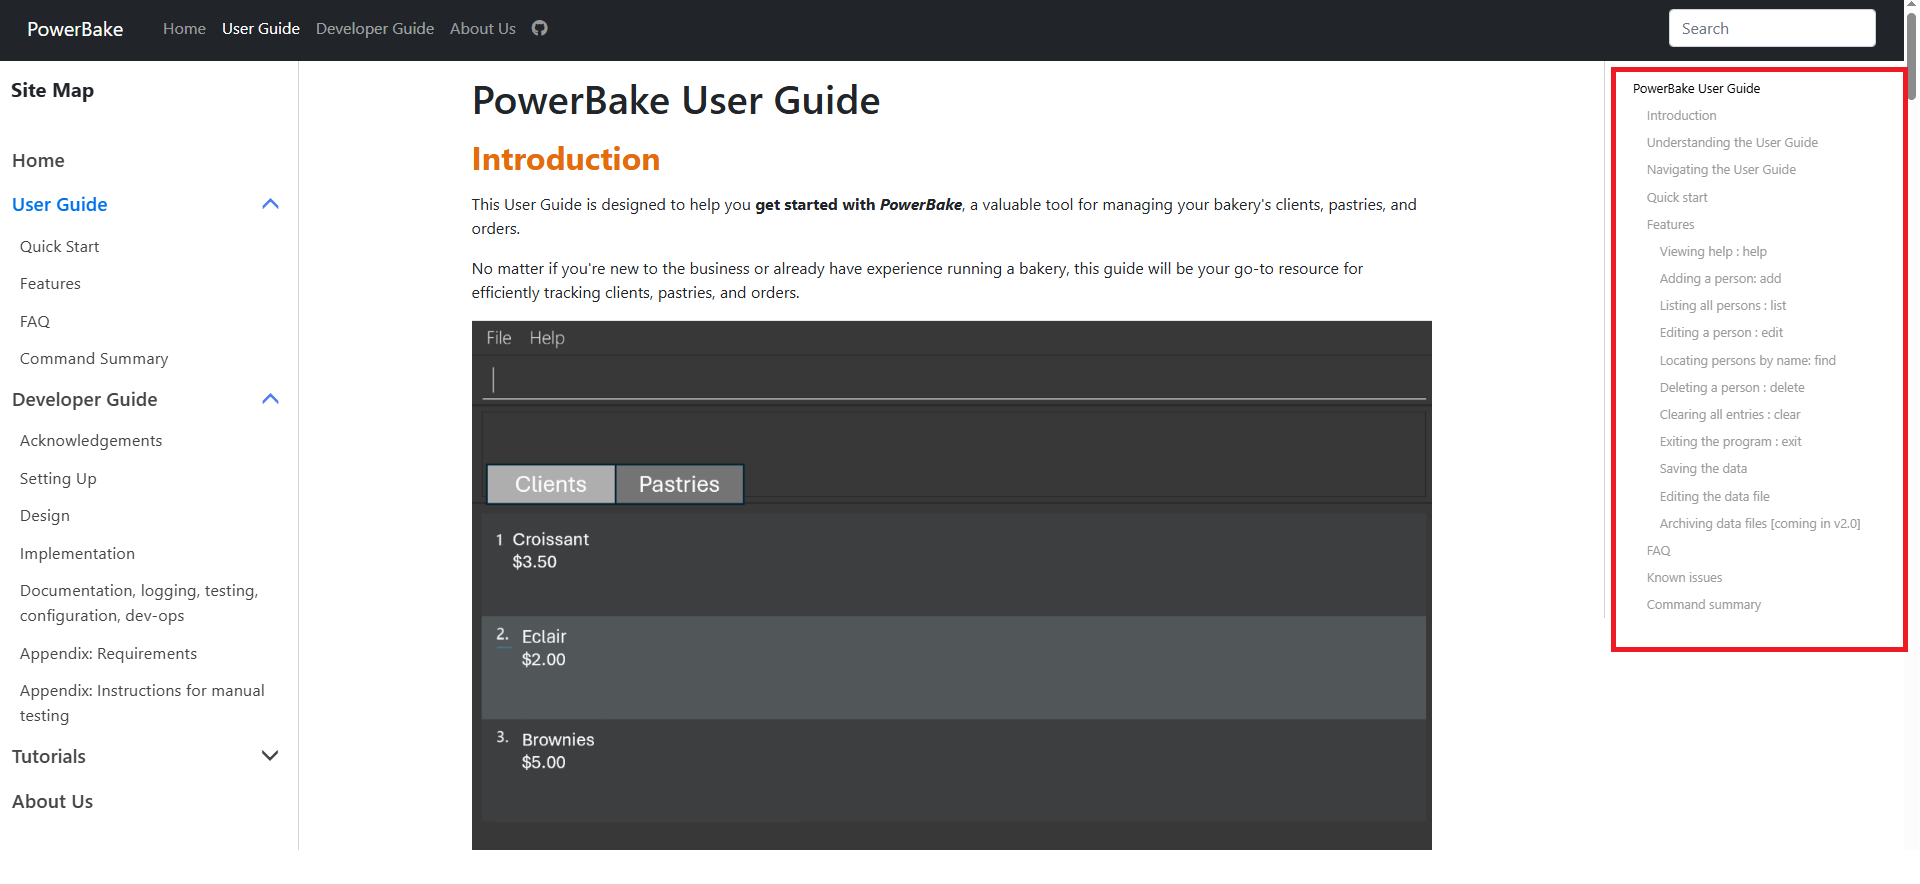 PowerBake Home User Guide Developer Guide About Us Search
Site Map
Home
User Guide
Quick Start
Features
FAQ
Command Summary
Developer Guide
Acknowledgements
Setting Up
Design
Implementation
Documentation, logging, testing,
configuration, dev-ops
Appendix: Requirements
Appendix: Instructions for manual
testing
Tutorials
About Us
PowerBake User Guide
Introduction
This User Guide is designed to help you get started with PowerBake, a valuable tool for managing your bakery's clients, pastries, and
orders.
No matter if you're new to the business or already have experience running a bakery, this guide will be your go-to resource for
efficiently tracking clients, pastries, and orders.
File Help
Clients Pastries
1 Croissant
$3.50
2. Eclair
$2.00
3. Brownies
$5.00
PowerBake User Guide
Introduction
Understanding the User Guide
Navigating the User Guide
Quick start
Features
Viewing help : help
Adding a person: add
Listing all persons : list
Editing a person : edit
Locating persons by name: find
Deleting a person : delete
Clearing all entries : clear
Exiting the program : exit
Saving the data
Editing the data file
Archiving data files [coming in v2.0]
FAQ
Known issues
Command summary